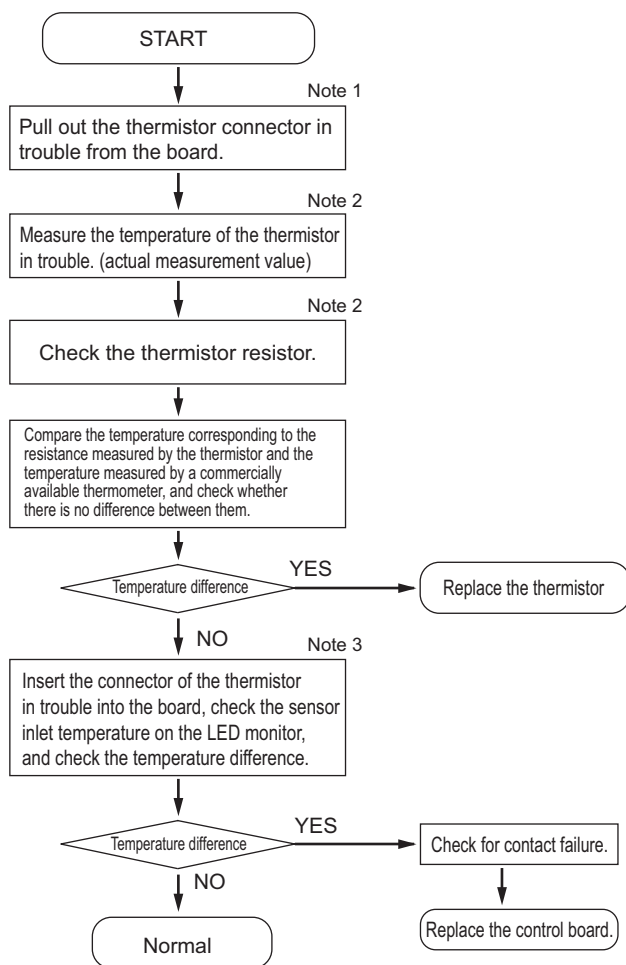 START
Note 1
Pull out the thermistor connector in
trouble from the board.
Note 2
Measure the temperature of the thermistor
in trouble. (actual measurement value)
Note 2
Check the thermistor resistor.
Compare the temperature corresponding to the
resistance measured by the thermistor and the
temperature measured by a commercially
available thermometer, and check whether
there is no difference between them.
Temperature difference
YES
Replace the thermistor
NO
Note 3
Insert the connector of the thermistor
in trouble into the board, check the sensor
inlet temperature on the LED monitor,
and check the temperature difference.
Temperature difference
YES
Check for contact failure.
NO
Replace the control board.
Normal